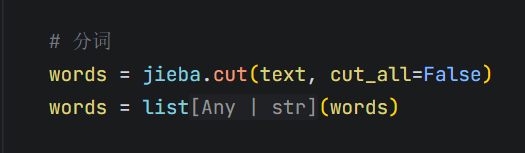 # 分词
words = jieba.cut(text, cut_all=False)
words = list[Any | str](words)